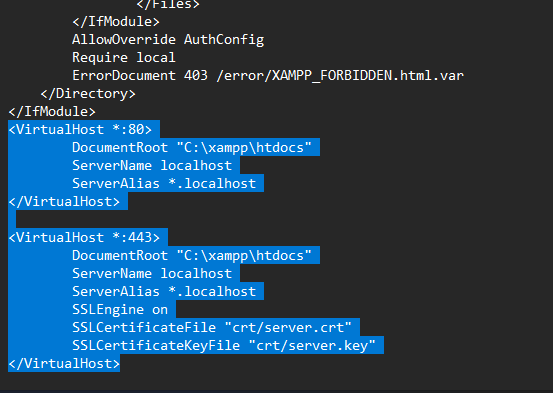 </Files>
</IfModule>
AllowOverride AuthConfig
Require local
ErrorDocument 403 /error/XAMPP_FORBIDDEN.html.var
</Directory>
</IfModule>
<VirtualHost *:80>
DocumentRoot "C:\xampp\htdocs"
ServerName localhost
ServerAlias *.localhost
</VirtualHost>
<VirtualHost *:443>
DocumentRoot "C:\xampp\htdocs"
ServerName localhost
ServerAlias *.localhost
SSLEngine on
SSLCertificateFile "crt/server.crt"
SSLCertificateKeyFile "crt/server.key"
</VirtualHost>